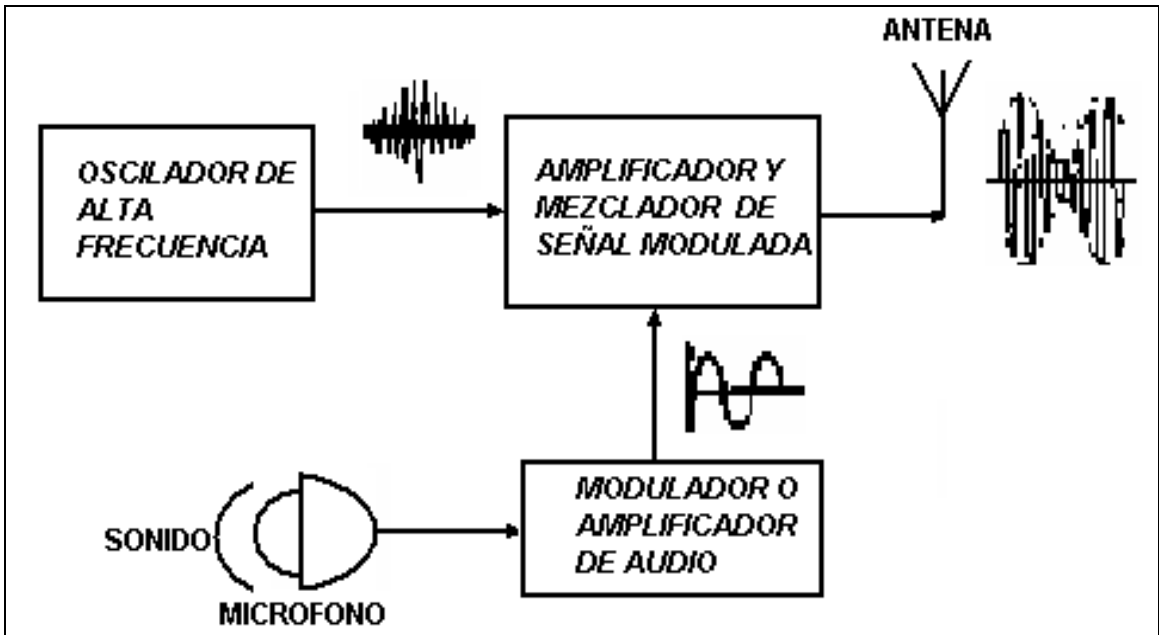 ANTENA
OSCILADOR DE
ALTA
FRECUENCIA
AMPLIFICADOR Y
MEZCLADOR DE
SEÑAL MODULADA
MODULADOR O
AMPLIFICADOR
DE AUDIO
SONIDO
MICROFONO